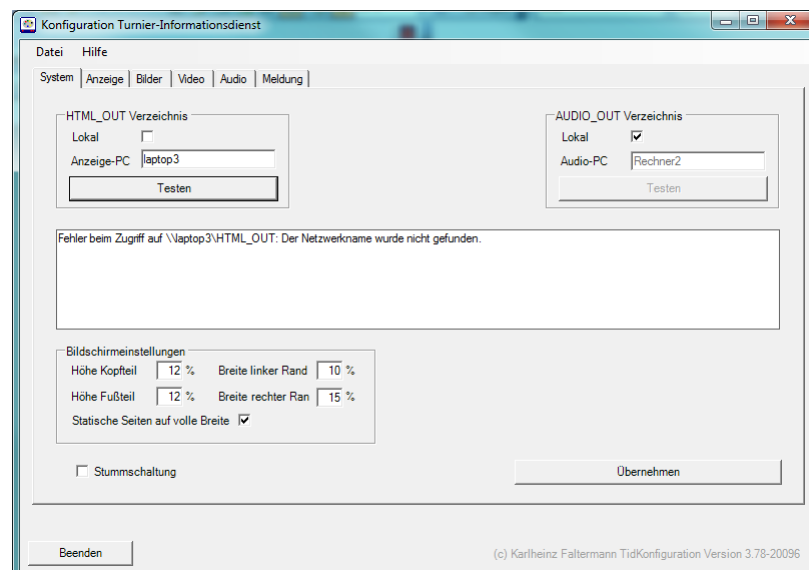 Konfiguration Turnier-Informationsdienst
Datei Hilfe
System Anzeige Bilder Video Audio Meldung
HTML_OUT Verzeichnis
Lokal
Anzeige-PC laptop3
Testen
AUDIO_OUT Verzeichnis
Lokal
Audio-PC Rechner2
Testen
Fehler beim Zugriff auf \\laptop3\HTML_OUT: Der Netzwerkname wurde nicht gefunden.
Bildschirmeinstellungen
Höhe Kopfteil 12 % Breite linker Rand 10 %
Höhe Fußteil 12 % Breite rechter Ran 15 %
Statische Seiten auf volle Breite
Stummschaltung
Übernehmen
Beenden
(c) Karlheinz Faltermann TidKonfiguration Version 3.78-20096